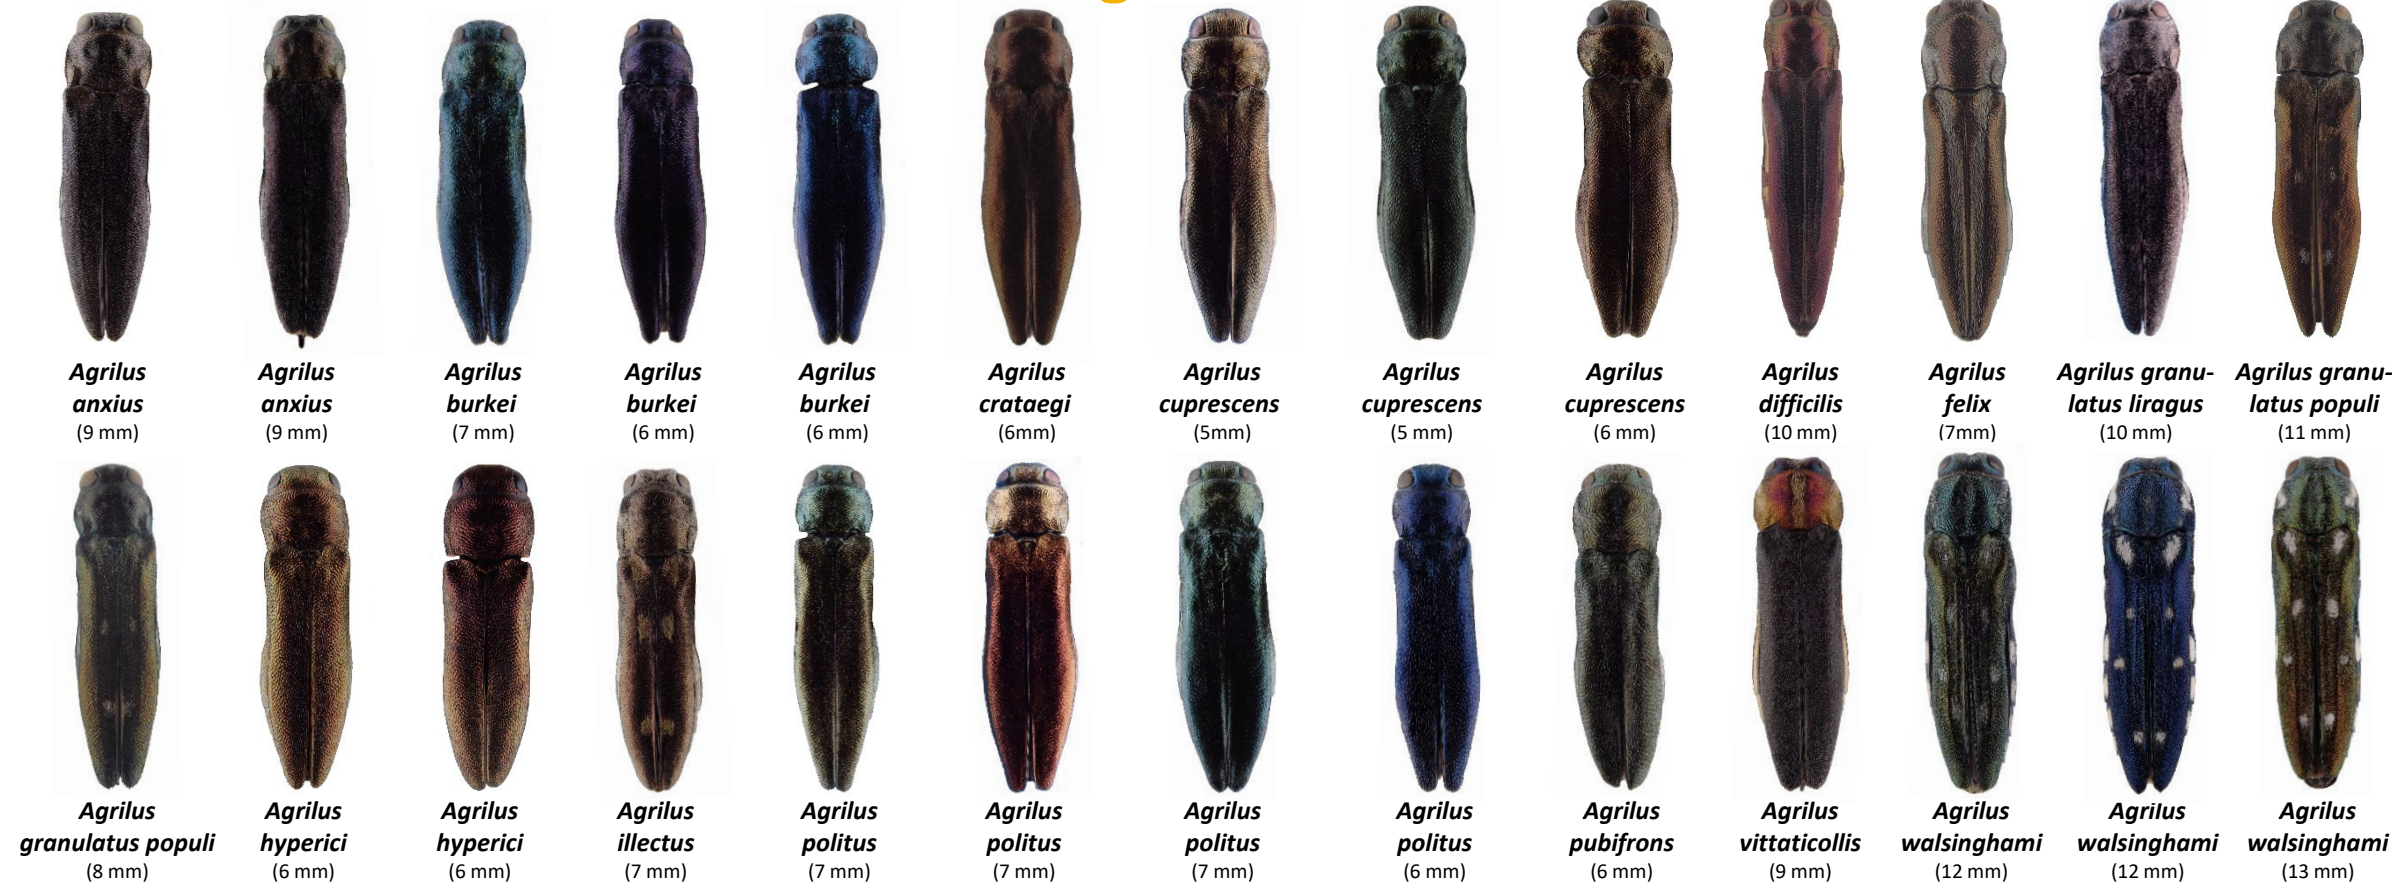 Agrilus
anxius
(9 mm)
Agrilus
anxius
(9 mm)
Agrilus
burkei
(7 mm)
Agrilus
burkei
(6 mm)
Agrilus
burkei
(6 mm)
Agrilus
crataegi
(6mm)
Agrilus
cuprescens
(5mm)
Agrilus
cuprescens
(5 mm)
Agrilus
cuprescens
(6 mm)
Agrilus
difficilis
(10 mm)
Agrilus
felix
(7mm)
Agrilus granu-
latus liragus
(10 mm)
Agrilus granu-
latus populi
(11 mm)
Agrilus
granulatus populi
(8 mm)
Agrilus
hyperici
(6 mm)
Agrilus
hyperici
(6 mm)
Agrilus
illectus
(7 mm)
Agrilus
politus
(7 mm)
Agrilus
politus
(7 mm)
Agrilus
politus
(7 mm)
Agrilus
politus
(6 mm)
Agrilus
pubifrons
(6 mm)
Agrilus
vittaticollis
(9 mm)
Agrilus
walsinghami
(12 mm)
Agrilus
walsinghami
(12 mm)
Agrilus
walsinghami
(13 mm)